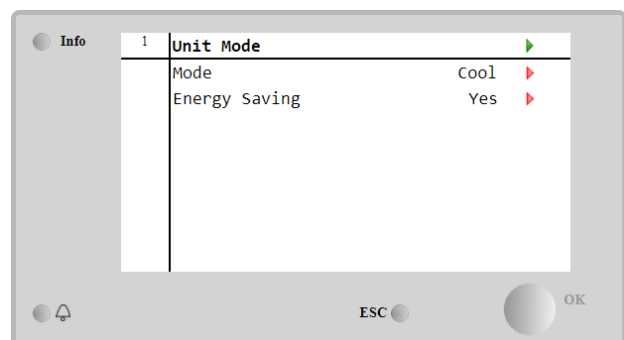 Info
1 Unit Mode
Mode Cool
Energy Saving Yes
ESC
OK